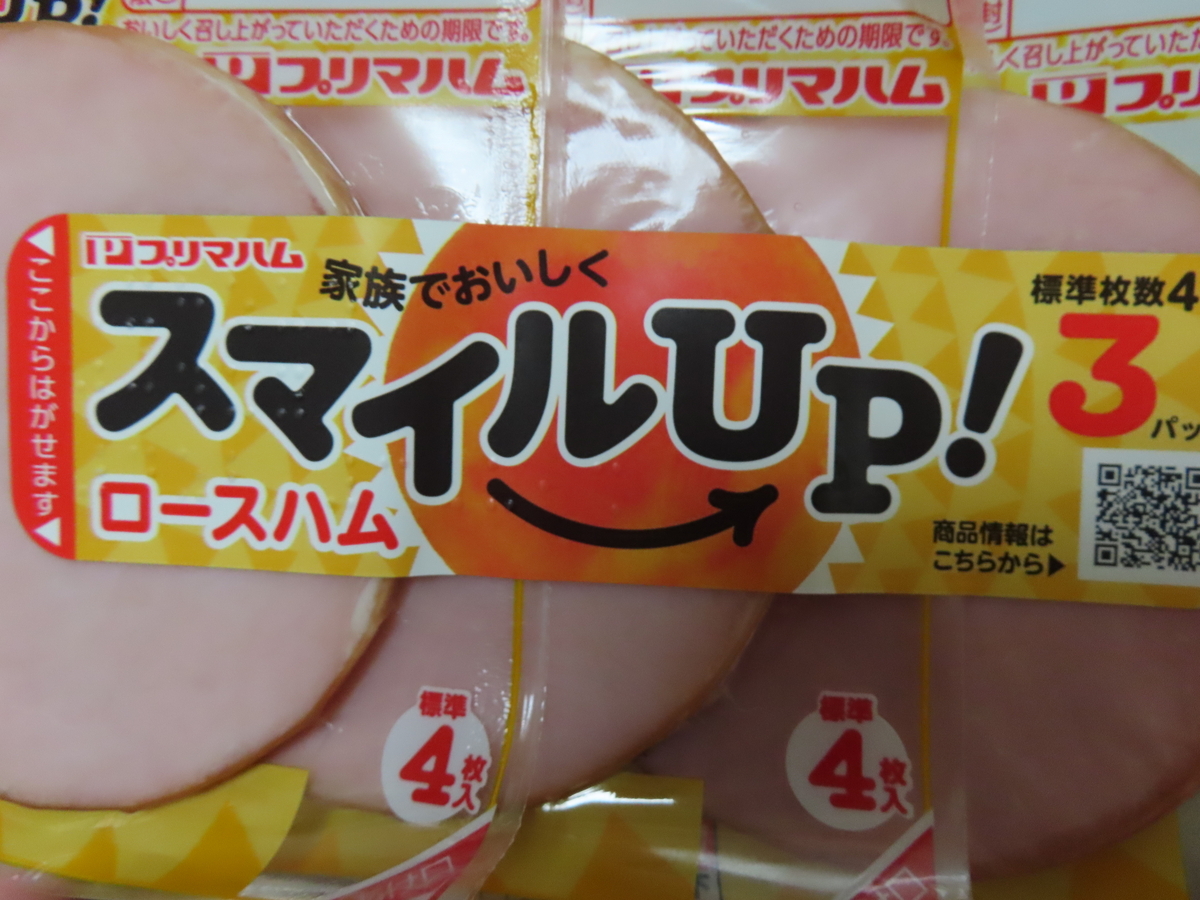 UP!
おいしく召し上がっていただくための期限です。
プリマハム
っていただくための期限です。
プリマハム
く召し上がっていただ
プリ
封
ここからはがせます
プリマハム
家族でおいしく
スマイルUP!
ロースハム
標準枚数4
3パッ
商品情報は
こちらから▶
標準
4枚入
標準
4枚入